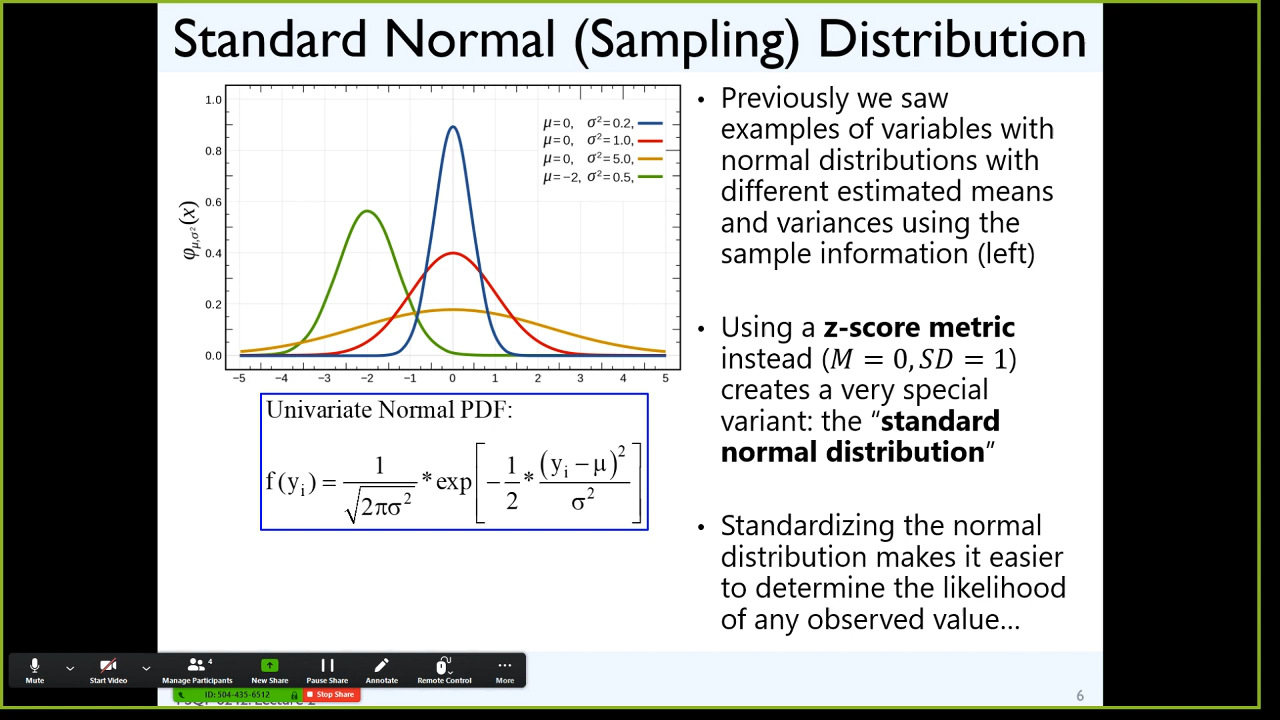 Standard Normal (Sampling) Distribution
1.0
0.8
0.6
0.4
0.2
0.0
φμ,σ²(x)
μ=0, σ²=0.2,
μ=0, σ²=1.0,
μ=0, σ²=5.0,
μ=−2, σ²=0.5,
−5 −4 −3 −2 −1 0 1 2 3 4 5
Univariate Normal PDF:
f(yᵢ) = 1/√(2πσ²) * exp[−1/2 * (yᵢ − μ)²/σ²]
• Previously we saw
examples of variables with
normal distributions with
different estimated means
and variances using the
sample information (left)
• Using a z-score metric
instead (M = 0, SD = 1)
creates a very special
variant: the “standard
normal distribution”
• Standardizing the normal
distribution makes it easier
to determine the likelihood
of any observed value…
Mute
Start Video
4
Manage Participants
New Share
Pause Share
Annotate
Remote Control
More
ID: 504-435-6512
Stop Share
6